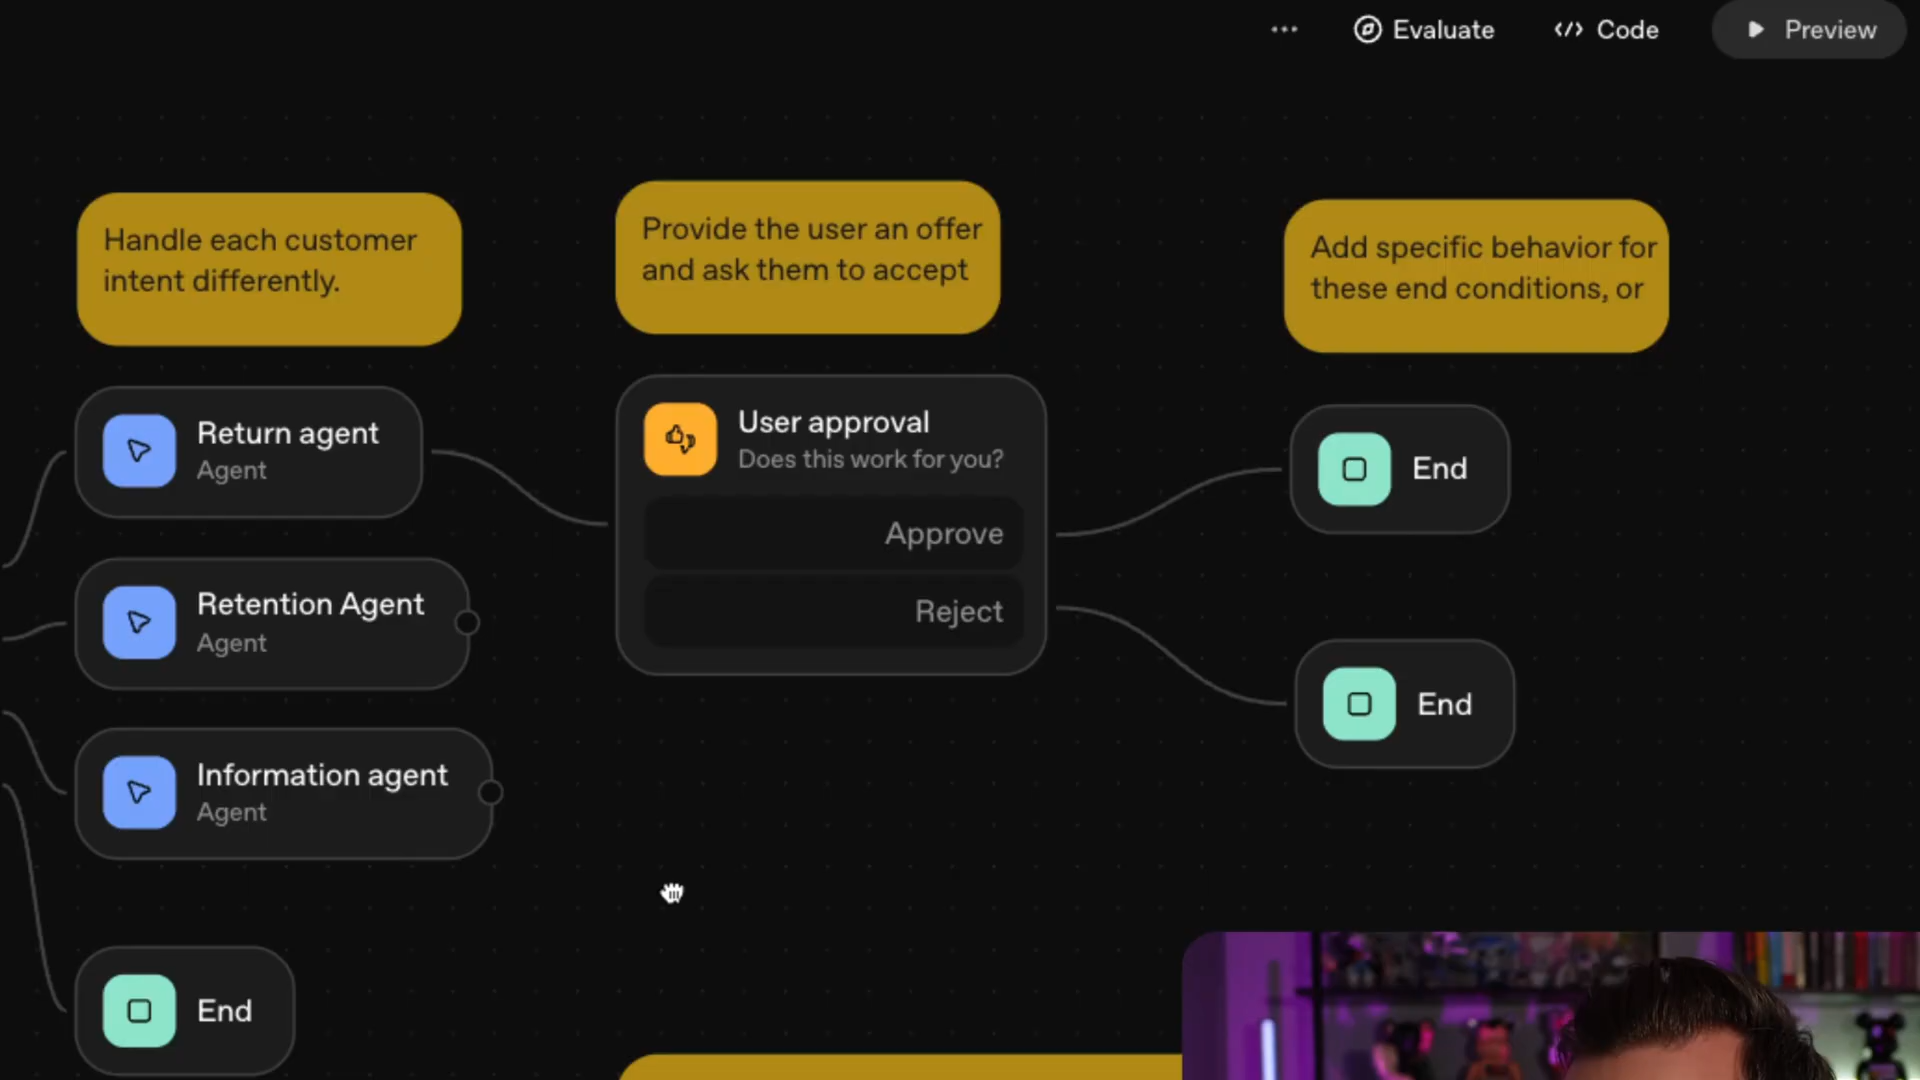 Evaluate
Code
Preview
Handle each customer
intent differently.
Provide the user an offer
and ask them to accept
Add specific behavior for
these end conditions, or
Return agent
Agent
User approval
Does this work for you?
Approve
Reject
End
Retention Agent
Agent
End
Information agent
Agent
End